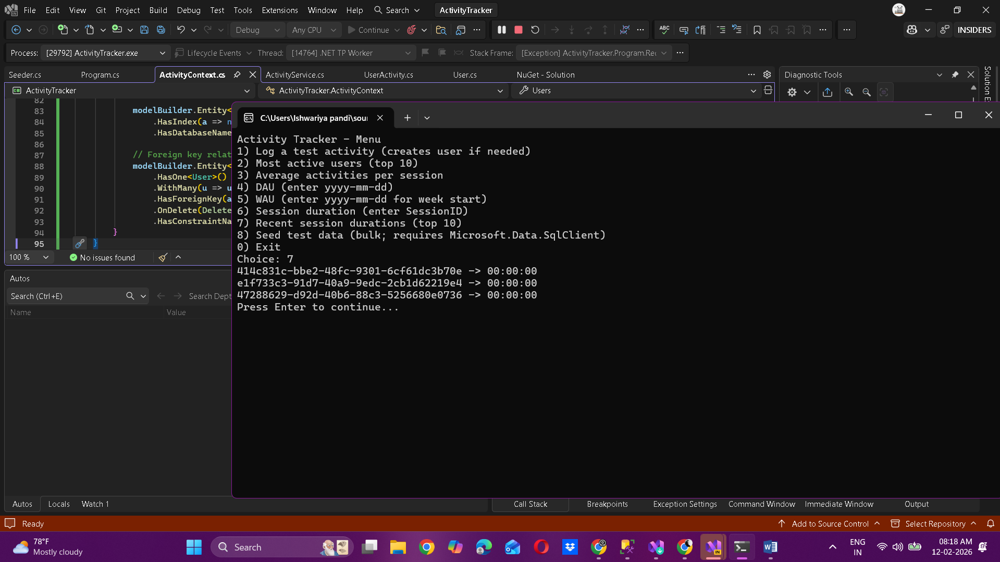 File Edit View Git Project Build Debug Test Tools Extensions Window Help Search ActivityTracker
Debug Any CPU Continue INSIDERS
Process: [29792] ActivityTracker.exe Lifecycle Events Thread: [14764] .NET TP Worker Stack Frame: [Exception] ActivityTracker.Program.Rec
Seeder.cs Program.cs ActivityContext.cs ActivityService.cs UserActivity.cs User.cs NuGet - Solution
Diagnostic Tools
Solution E
ActivityTracker ActivityTracker.ActivityContext Users
82
83 modelBuilder.Entity<
84 .HasIndex(a => n
85 .HasDatabaseName
86
87 // Foreign key relat
88 modelBuilder.Entity<
89 .HasOne<User>()
90 .WithMany(u => u
91 .HasForeignKey(a
92 .OnDelete(Delete
93 .HasConstraintNa
94 }
95 }
100 % No issues found
Autos
Search (Ctrl+E) Search Dept
Name Value
C:\Users\Ishwariya pandi\sour
Activity Tracker - Menu
1) Log a test activity (creates user if needed)
2) Most active users (top 10)
3) Average activities per session
4) DAU (enter yyyy-mm-dd)
5) WAU (enter yyyy-mm-dd for week start)
6) Session duration (enter SessionID)
7) Recent session durations (top 10)
8) Seed test data (bulk; requires Microsoft.Data.SqlClient)
0) Exit
Choice: 7
414c831c-bbe2-48fc-9301-6cf61dc3b70e -> 00:00:00
e1f733c3-91d7-40a9-9edc-2cb1d62219e4 -> 00:00:00
47288629-d92d-40b6-88c3-5256680e0736 -> 00:00:00
Press Enter to continue...
Autos Locals Watch 1
Call Stack Breakpoints Exception Settings Command Window Immediate Window Output
Ready Add to Source Control Select Repository
78°F
Mostly cloudy
Search
ENG
IN
08:18 AM
12-02-2026